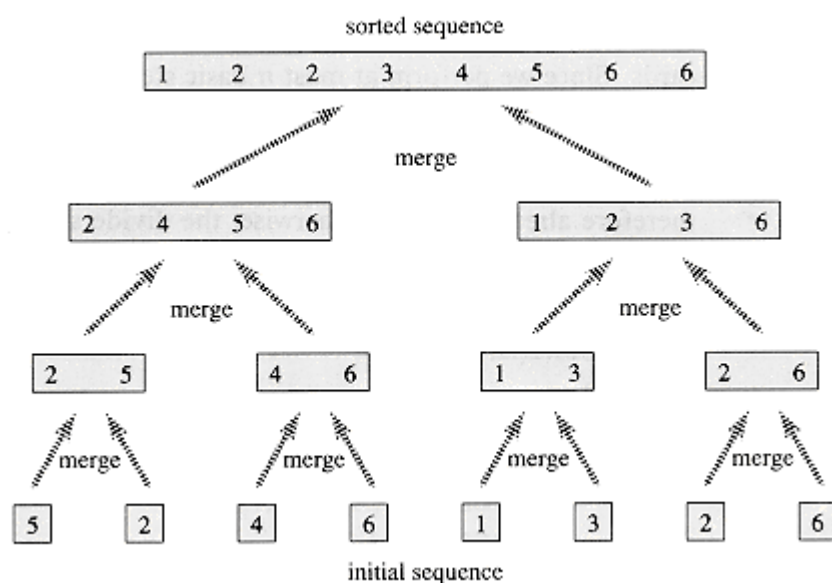 sorted sequence
1 2 2 3 4 5 6 6
merge
2 4 5 6 1 2 3 6
merge merge
2 5 4 6 1 3 2 6
merge merge merge merge
5 2 4 6 1 3 2 6
initial sequence